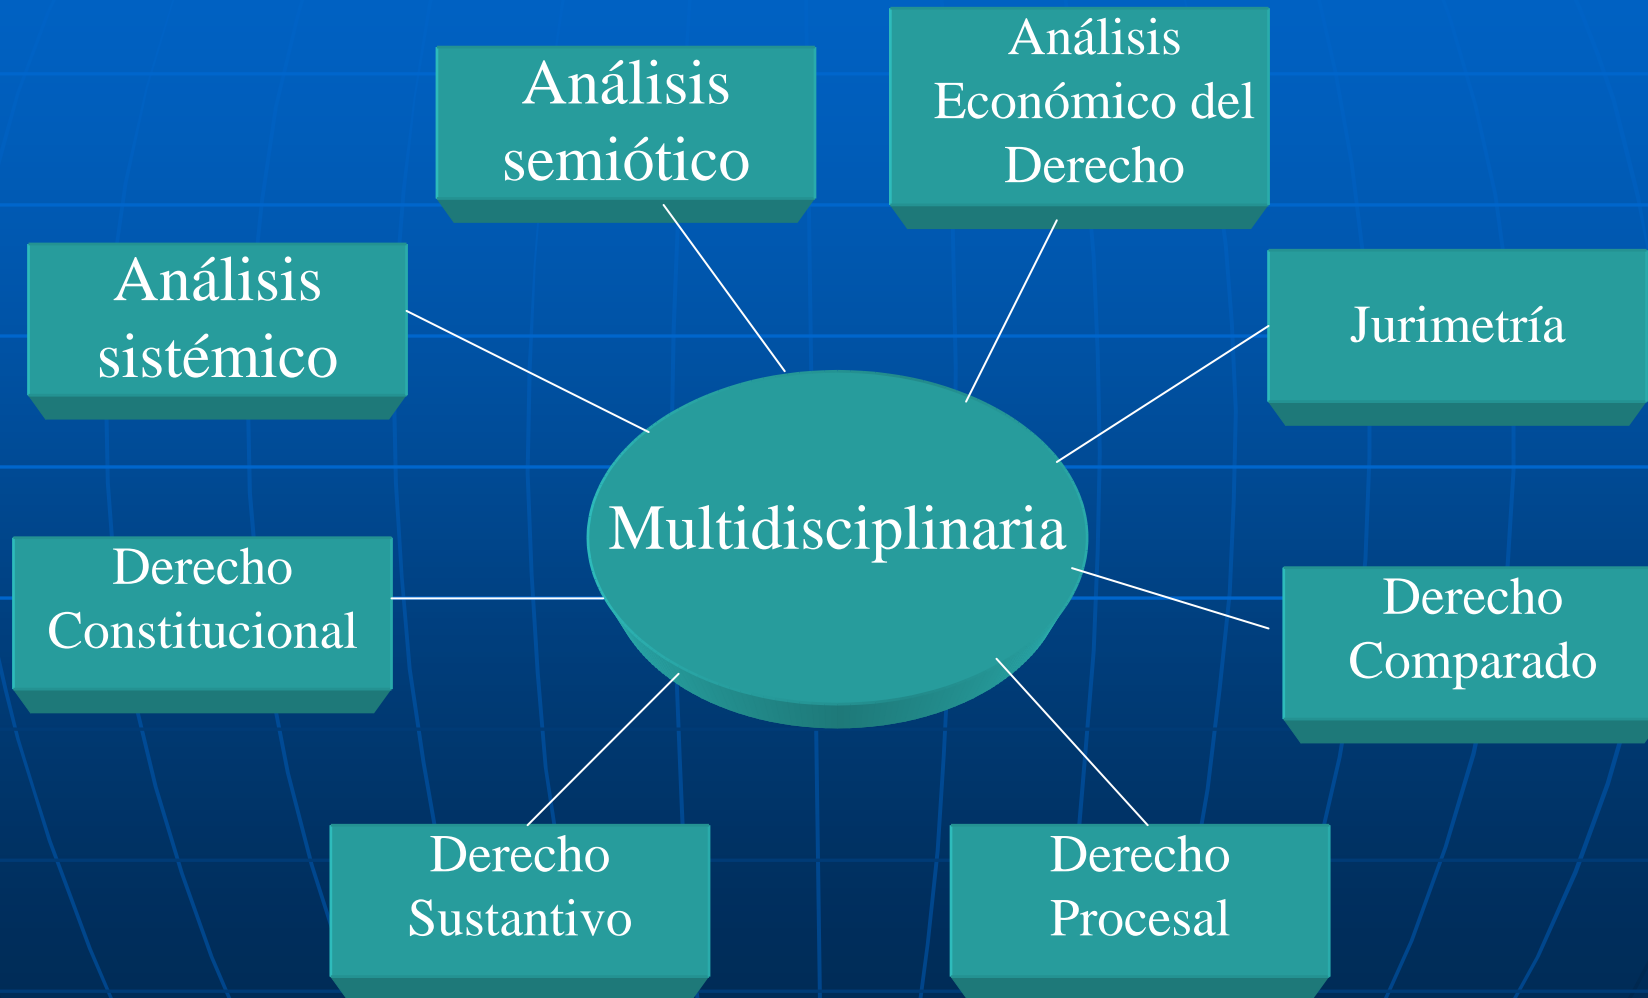 Análisis
semiótico
Análisis
Económico del
Derecho
Análisis
sistémico
Jurimetría
Multidisciplinaria
Derecho
Constitucional
Derecho
Comparado
Derecho
Sustantivo
Derecho
Procesal